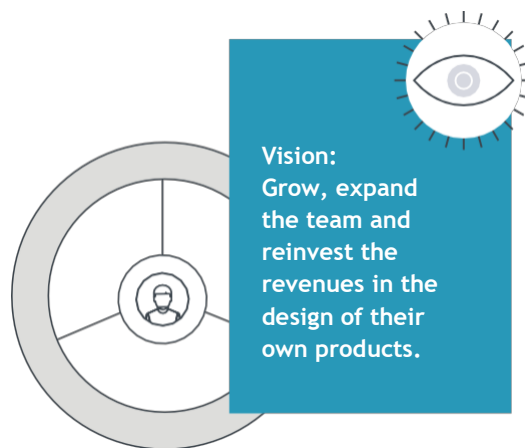 Vision:
Grow, expand
the team and
reinvest the
revenues in the
design of their
own products.